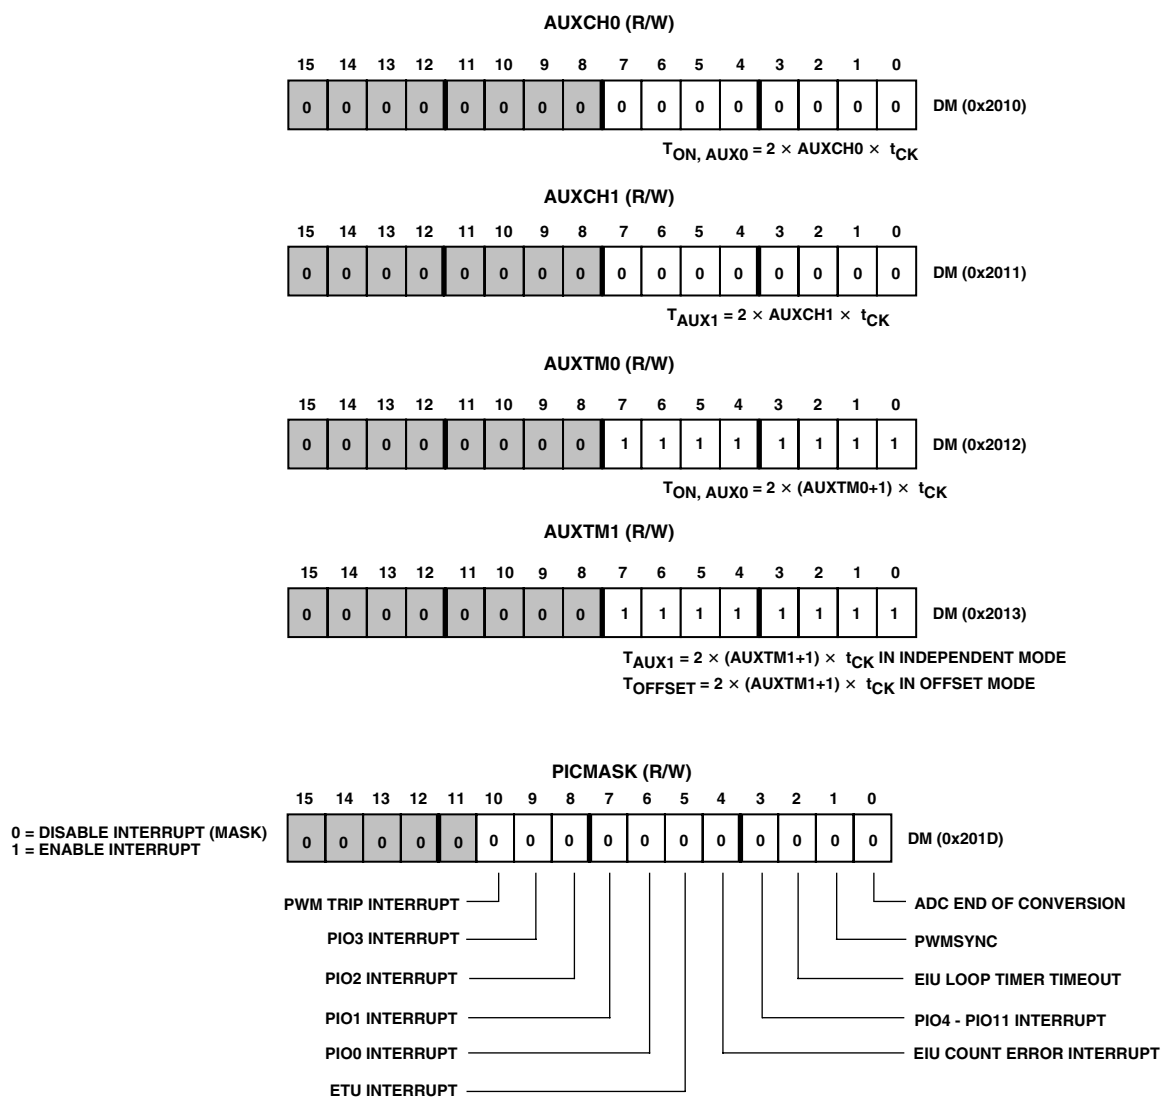 AUXCH0 (R/W)
15 14 13 12 11 10 9 8 7 6 5 4 3 2 1 0
0 0 0 0 0 0 0 0 0 0 0 0 0 0 0 0 DM (0x2010)
TON, AUX0 = 2 × AUXCH0 × tCK
AUXCH1 (R/W)
15 14 13 12 11 10 9 8 7 6 5 4 3 2 1 0
0 0 0 0 0 0 0 0 0 0 0 0 0 0 0 0 DM (0x2011)
TAUX1 = 2 × AUXCH1 × tCK
AUXTM0 (R/W)
15 14 13 12 11 10 9 8 7 6 5 4 3 2 1 0
0 0 0 0 0 0 0 0 1 1 1 1 1 1 1 1 DM (0x2012)
TON, AUX0 = 2 × (AUXTM0+1) × tCK
AUXTM1 (R/W)
15 14 13 12 11 10 9 8 7 6 5 4 3 2 1 0
0 0 0 0 0 0 0 0 1 1 1 1 1 1 1 1 DM (0x2013)
TAUX1 = 2 × (AUXTM1+1) × tCK IN INDEPENDENT MODE
TOFFSET = 2 × (AUXTM1+1) × tCK IN OFFSET MODE
PICMASK (R/W)
15 14 13 12 11 10 9 8 7 6 5 4 3 2 1 0
0 = DISABLE INTERRUPT (MASK)
1 = ENABLE INTERRUPT
0 0 0 0 0 0 0 0 0 0 0 0 0 0 0 0 DM (0x201D)
PWM TRIP INTERRUPT
PIO3 INTERRUPT
PIO2 INTERRUPT
PIO1 INTERRUPT
PIO0 INTERRUPT
ETU INTERRUPT
ADC END OF CONVERSION
PWMSYNC
EIU LOOP TIMER TIMEOUT
PIO4 - PIO11 INTERRUPT
EIU COUNT ERROR INTERRUPT